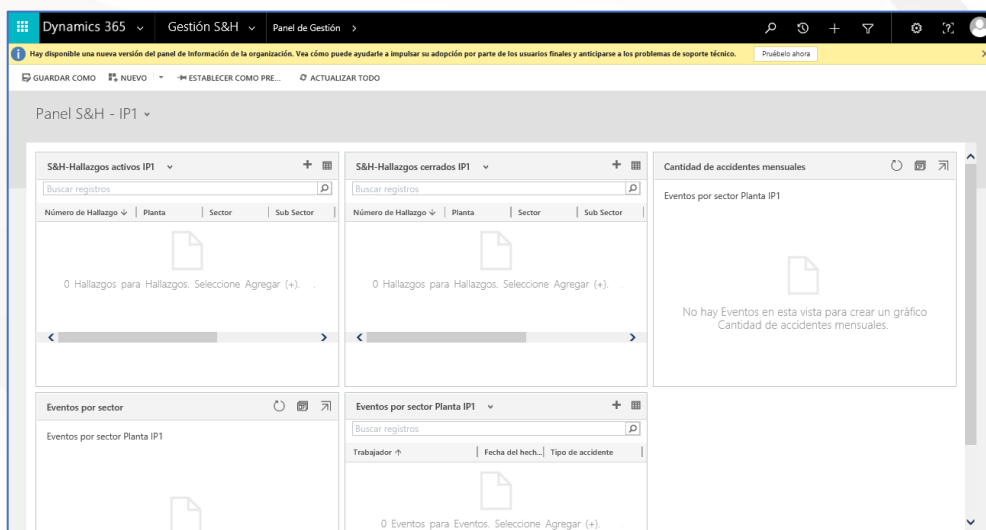 Dynamics 365 Gestión S&H Panel de Gestión >
Hay disponible una nueva versión del panel de Información de la organización. Vea cómo puede ayudarle a impulsar su adopción por parte de los usuarios finales y anticiparse a los problemas de soporte técnico. Pruébelo ahora
GUARDAR COMO NUEVO ESTABLECER COMO PRE... ACTUALIZAR TODO
Panel S&H - IP1
S&H-Hallazgos activos IP1
Buscar registros
Número de Hallazgo Planta Sector Sub Sector
0 Hallazgos para Hallazgos. Seleccione Agregar (+). .
S&H-Hallazgos cerrados IP1
Buscar registros
Número de Hallazgo Planta Sector Sub Sector
0 Hallazgos para Hallazgos. Seleccione Agregar (+). .
Cantidad de accidentes mensuales
Eventos por sector Planta IP1
No hay Eventos en esta vista para crear un gráfico
Cantidad de accidentes mensuales.
Eventos por sector
Eventos por sector Planta IP1
Eventos por sector Planta IP1
Buscar registros
Trabajador Fecha del hech... Tipo de accidente
0 Eventos para Eventos. Seleccione Agregar (+). .